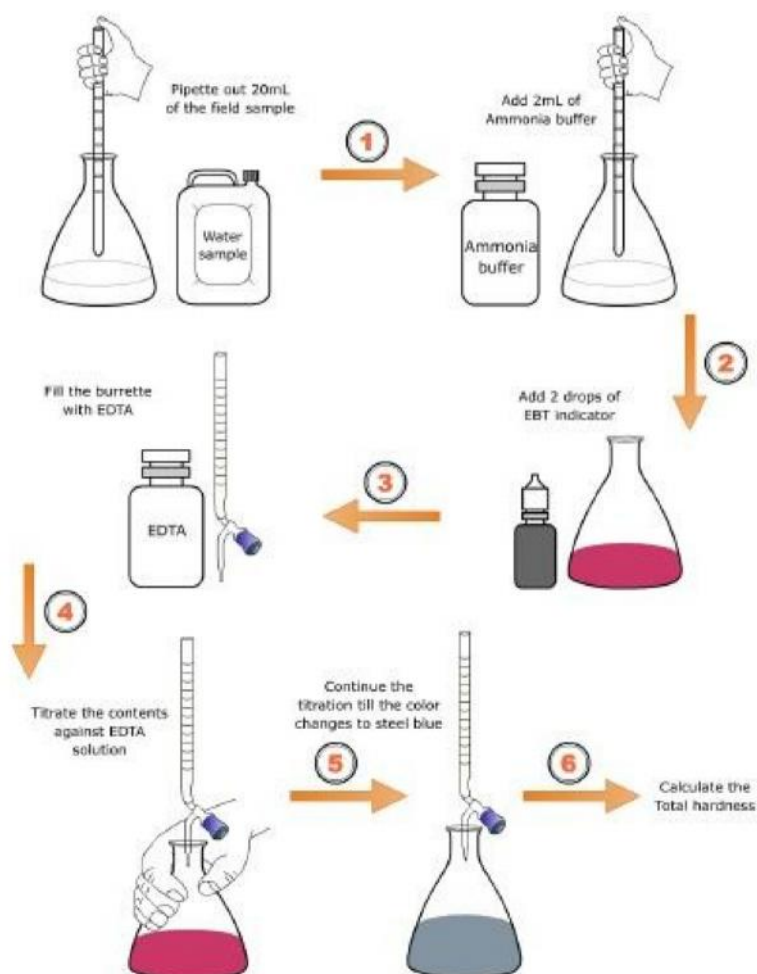 Pipette out 20mL
of the field sample
1
Add 2mL of
Ammonia buffer
Water
sample
Ammonia
buffer
2
Fill the burrette
with EDTA
Add 2 drops of
EBT indicator
3
EDTA
4
Titrate the contents
against EDTA
solution
Continue the
titration till the color
changes to steel blue
5
6
Calculate the
Total hardness